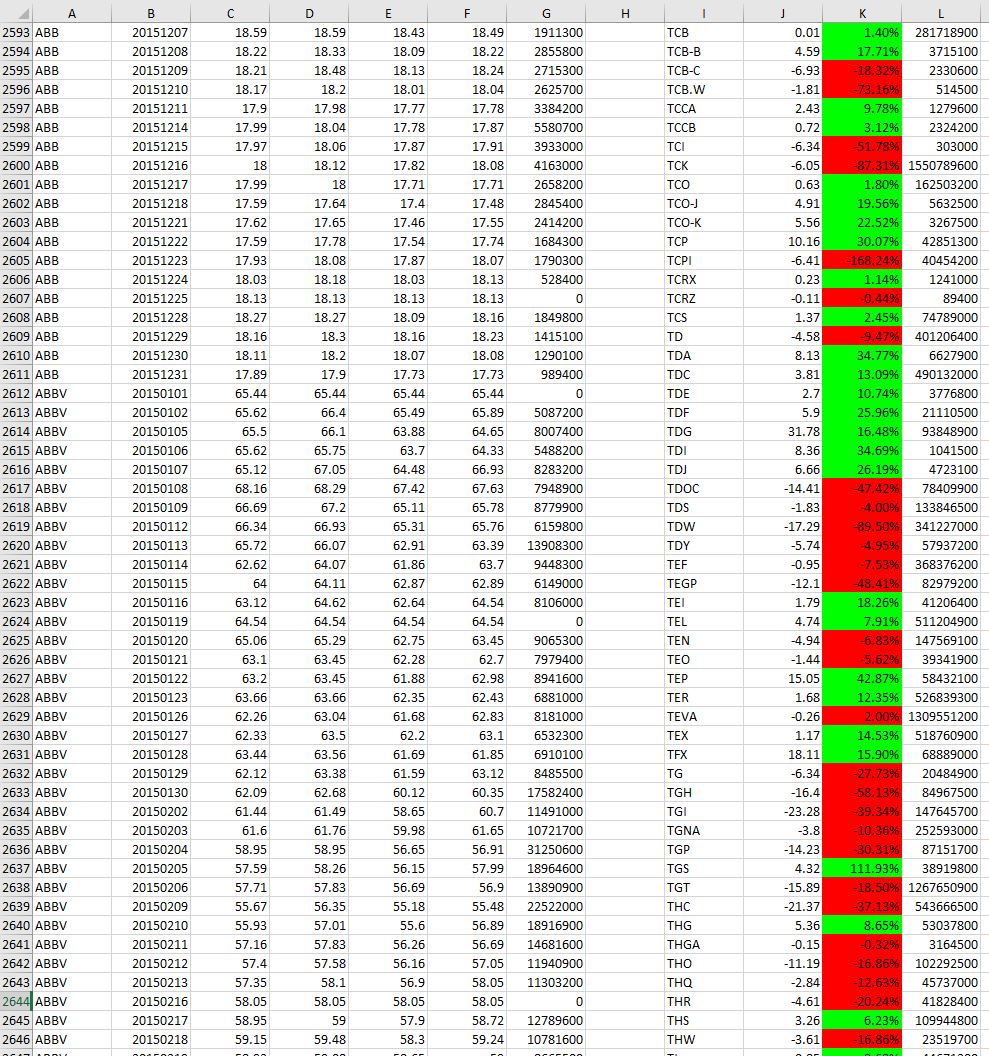 A B C D E F G H I J K L
2593 ABB 20151207 18.59 18.59 18.43 18.49 1911300 TCB 0.01 1.40% 281718900
2594 ABB 20151208 18.22 18.33 18.09 18.22 2855800 TCB-B 4.59 17.71% 3715100
2595 ABB 20151209 18.21 18.48 18.13 18.24 2715300 TCB-C -6.93 -18.32% 2330600
2596 ABB 20151210 18.17 18.2 18.01 18.04 2625700 TCB.W -1.81 -73.16% 514500
2597 ABB 20151211 17.9 17.98 17.77 17.78 3384200 TCCA 2.43 9.78% 1279600
2598 ABB 20151214 17.99 18.04 17.78 17.87 5580700 TCCB 0.72 3.12% 2324200
2599 ABB 20151215 17.97 18.06 17.87 17.91 3933000 TCI -6.34 -51.78% 303000
2600 ABB 20151216 18 18.12 17.82 18.08 4163000 TCK -6.05 -87.31% 1550789600
2601 ABB 20151217 17.99 18 17.71 17.71 2658200 TCO 0.63 1.80% 162503200
2602 ABB 20151218 17.59 17.64 17.4 17.48 2845400 TCO-J 4.91 19.56% 5632500
2603 ABB 20151221 17.62 17.65 17.46 17.55 2414200 TCO-K 5.56 22.52% 3267500
2604 ABB 20151222 17.59 17.78 17.54 17.74 1684300 TCP 10.16 30.07% 42851300
2605 ABB 20151223 17.93 18.08 17.87 18.07 1790300 TCPI -6.41 -168.24% 40454200
2606 ABB 20151224 18.03 18.18 18.03 18.13 528400 TCRX 0.23 1.14% 1241000
2607 ABB 20151225 18.13 18.13 18.13 18.13 0 TCRZ -0.11 -0.44% 89400
2608 ABB 20151228 18.27 18.27 18.09 18.16 1849800 TCS 1.37 2.45% 74789000
2609 ABB 20151229 18.16 18.3 18.16 18.23 1415100 TD -4.58 -9.47% 401206400
2610 ABB 20151230 18.11 18.2 18.07 18.08 1290100 TDA 8.13 34.77% 6627900
2611 ABB 20151231 17.89 17.9 17.73 17.73 989400 TDC 3.81 13.09% 490132000
2612 ABBV 20150101 65.44 65.44 65.44 65.44 0 TDE 2.7 10.74% 3776800
2613 ABBV 20150102 65.62 66.4 65.49 65.89 5087200 TDF 5.9 25.96% 21110500
2614 ABBV 20150105 65.5 66.1 63.88 64.65 8007400 TDG 31.78 16.48% 93848900
2615 ABBV 20150106 65.62 65.75 63.7 64.33 5488200 TDI 8.36 34.69% 1041500
2616 ABBV 20150107 65.12 67.05 64.48 66.93 8283200 TDJ 6.66 26.19% 4723100
2617 ABBV 20150108 68.16 68.29 67.42 67.63 7948900 TDOC -14.41 -47.42% 78409900
2618 ABBV 20150109 66.69 67.2 65.11 65.78 8779900 TDS -1.83 -4.00% 133846500
2619 ABBV 20150112 66.34 66.93 65.31 65.76 6159800 TDW -17.29 -89.50% 341227000
2620 ABBV 20150113 65.72 66.07 62.91 63.39 13908300 TDY -5.74 -4.95% 57937200
2621 ABBV 20150114 62.62 64.07 61.86 63.7 9448300 TEF -0.95 -7.53% 368376200
2622 ABBV 20150115 64 64.11 62.87 62.89 6149000 TEGP -12.1 -48.41% 82979200
2623 ABBV 20150116 63.12 64.62 62.64 64.54 8106000 TEI 1.79 18.26% 41206400
2624 ABBV 20150119 64.54 64.54 64.54 64.54 0 TEL 4.74 7.91% 511204900
2625 ABBV 20150120 65.06 65.29 62.75 63.45 9065300 TEN -4.94 -6.83% 147569100
2626 ABBV 20150121 63.1 63.45 62.28 62.7 7979400 TEO -1.44 -5.62% 39341900
2627 ABBV 20150122 63.2 63.45 61.88 62.98 8941600 TEP 15.05 42.87% 58432100
2628 ABBV 20150123 63.66 63.66 62.35 62.43 6881000 TER 1.68 12.35% 526839300
2629 ABBV 20150126 62.26 63.04 61.68 62.83 8181000 TEVA -0.26 2.00% 1309551200
2630 ABBV 20150127 62.33 63.5 62.2 63.1 6532300 TEX 1.17 14.53% 518760900
2631 ABBV 20150128 63.44 63.56 61.69 61.85 6910100 TFX 18.11 15.90% 68889000
2632 ABBV 20150129 62.12 63.38 61.59 63.12 8485500 TG -6.34 -27.73% 20484900
2633 ABBV 20150130 62.09 62.68 60.12 60.35 17582400 TGH -16.4 -58.13% 84967500
2634 ABBV 20150202 61.44 61.49 58.65 60.7 11491000 TGI -23.28 -39.34% 147645700
2635 ABBV 20150203 61.6 61.76 59.98 61.65 10721700 TGNA -3.8 -10.36% 252593000
2636 ABBV 20150204 58.95 58.95 56.65 56.91 31250600 TGP -14.23 -30.31% 87151700
2637 ABBV 20150205 57.59 58.26 56.15 57.99 18964600 TGS 4.32 111.93% 38919800
2638 ABBV 20150206 57.71 57.83 56.69 56.9 13890900 TGT -15.89 -18.50% 1267650900
2639 ABBV 20150209 55.67 56.35 55.18 55.48 22522000 THC -21.37 -37.13% 543666500
2640 ABBV 20150210 55.93 57.01 55.6 56.89 18916900 THG 5.36 8.65% 53037800
2641 ABBV 20150211 57.16 57.83 56.26 56.69 14681600 THGA -0.15 -0.32% 3164500
2642 ABBV 20150212 57.4 57.58 56.16 57.05 11940900 THO -11.19 -16.86% 102292500
2643 ABBV 20150213 57.35 58.1 56.9 58.05 11303200 THQ -2.84 -12.63% 45737000
2644 ABBV 20150216 58.05 58.05 58.05 58.05 0 THR -4.61 -20.24% 41828400
2645 ABBV 20150217 58.95 59 57.9 58.72 12789600 THS 3.26 6.23% 109944800
2646 ABBV 20150218 59.15 59.48 58.3 59.24 10781600 THW -3.61 -16.86% 23519700